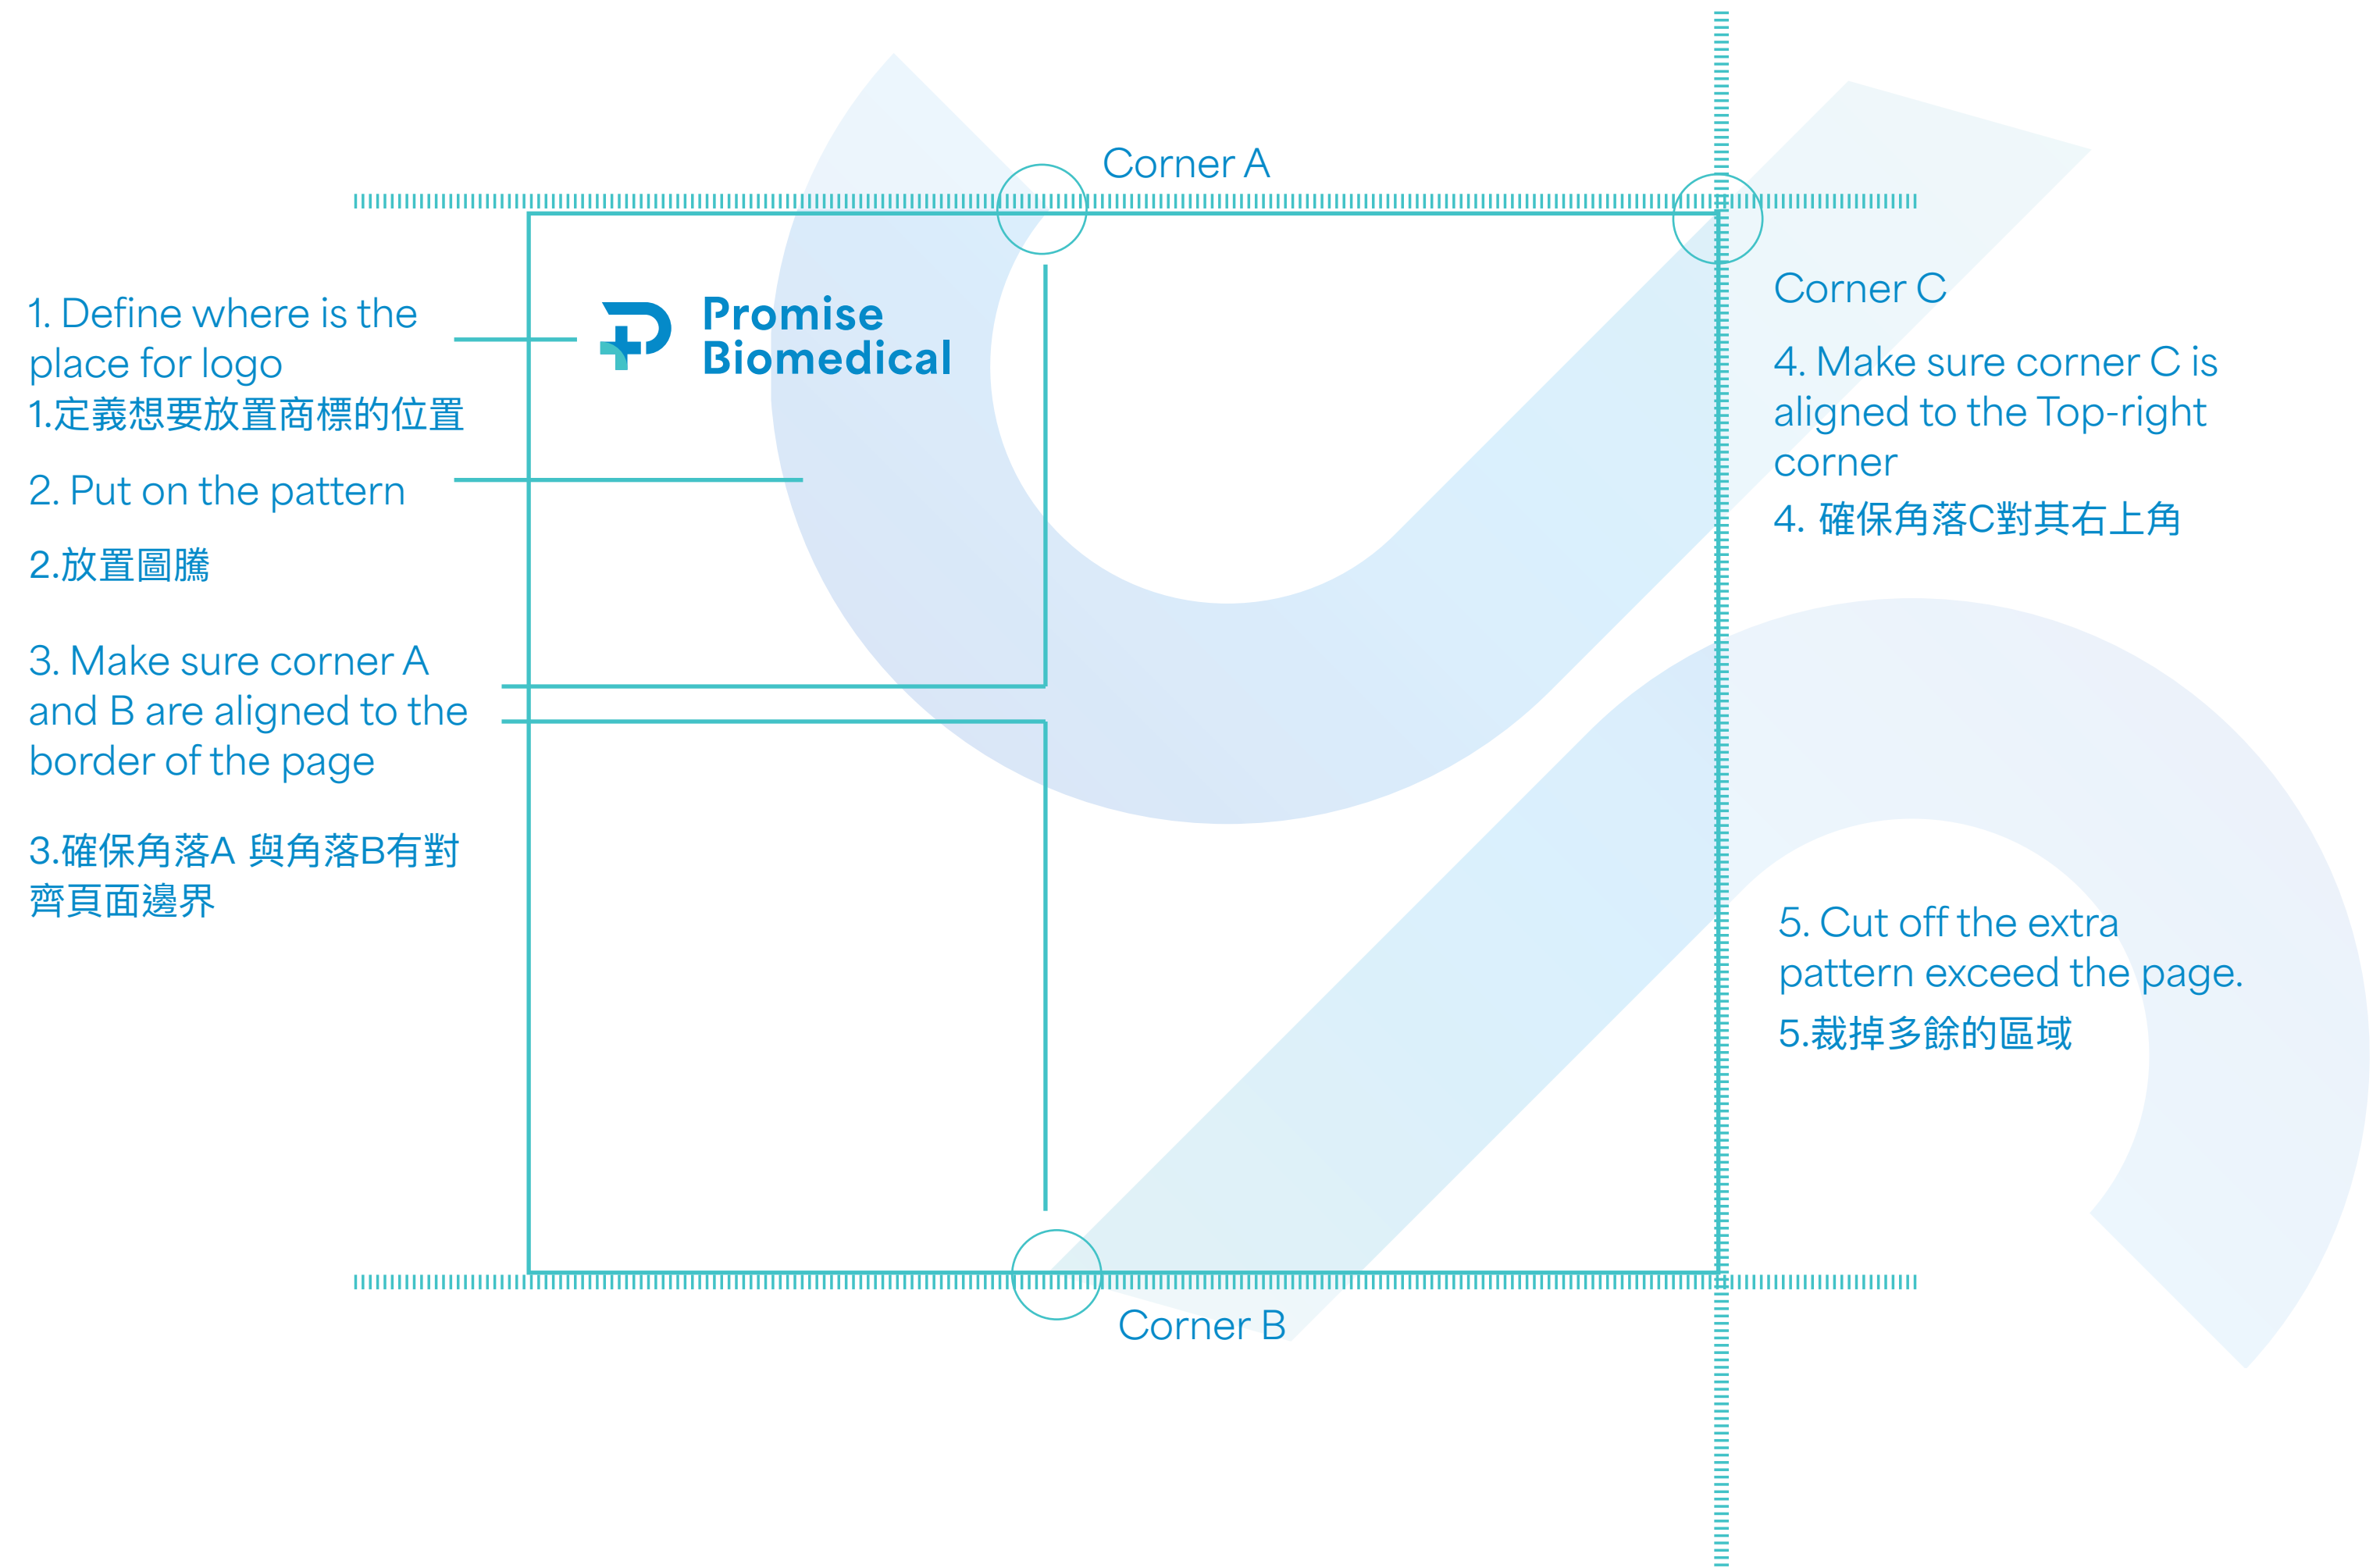 Corner A
1. Define where is the
place for logo
1.定義想要放置商標的位置
Promise
Biomedical
2. Put on the pattern
2.放置圖騰
3. Make sure corner A
and B are aligned to the
border of the page
3.確保角落A 與角落B有對
齊頁面邊界
Corner C
4. Make sure corner C is
aligned to the Top-right
corner
4. 確保角落C對其右上角
5. Cut off the extra
pattern exceed the page.
5.裁掉多餘的區域
Corner B